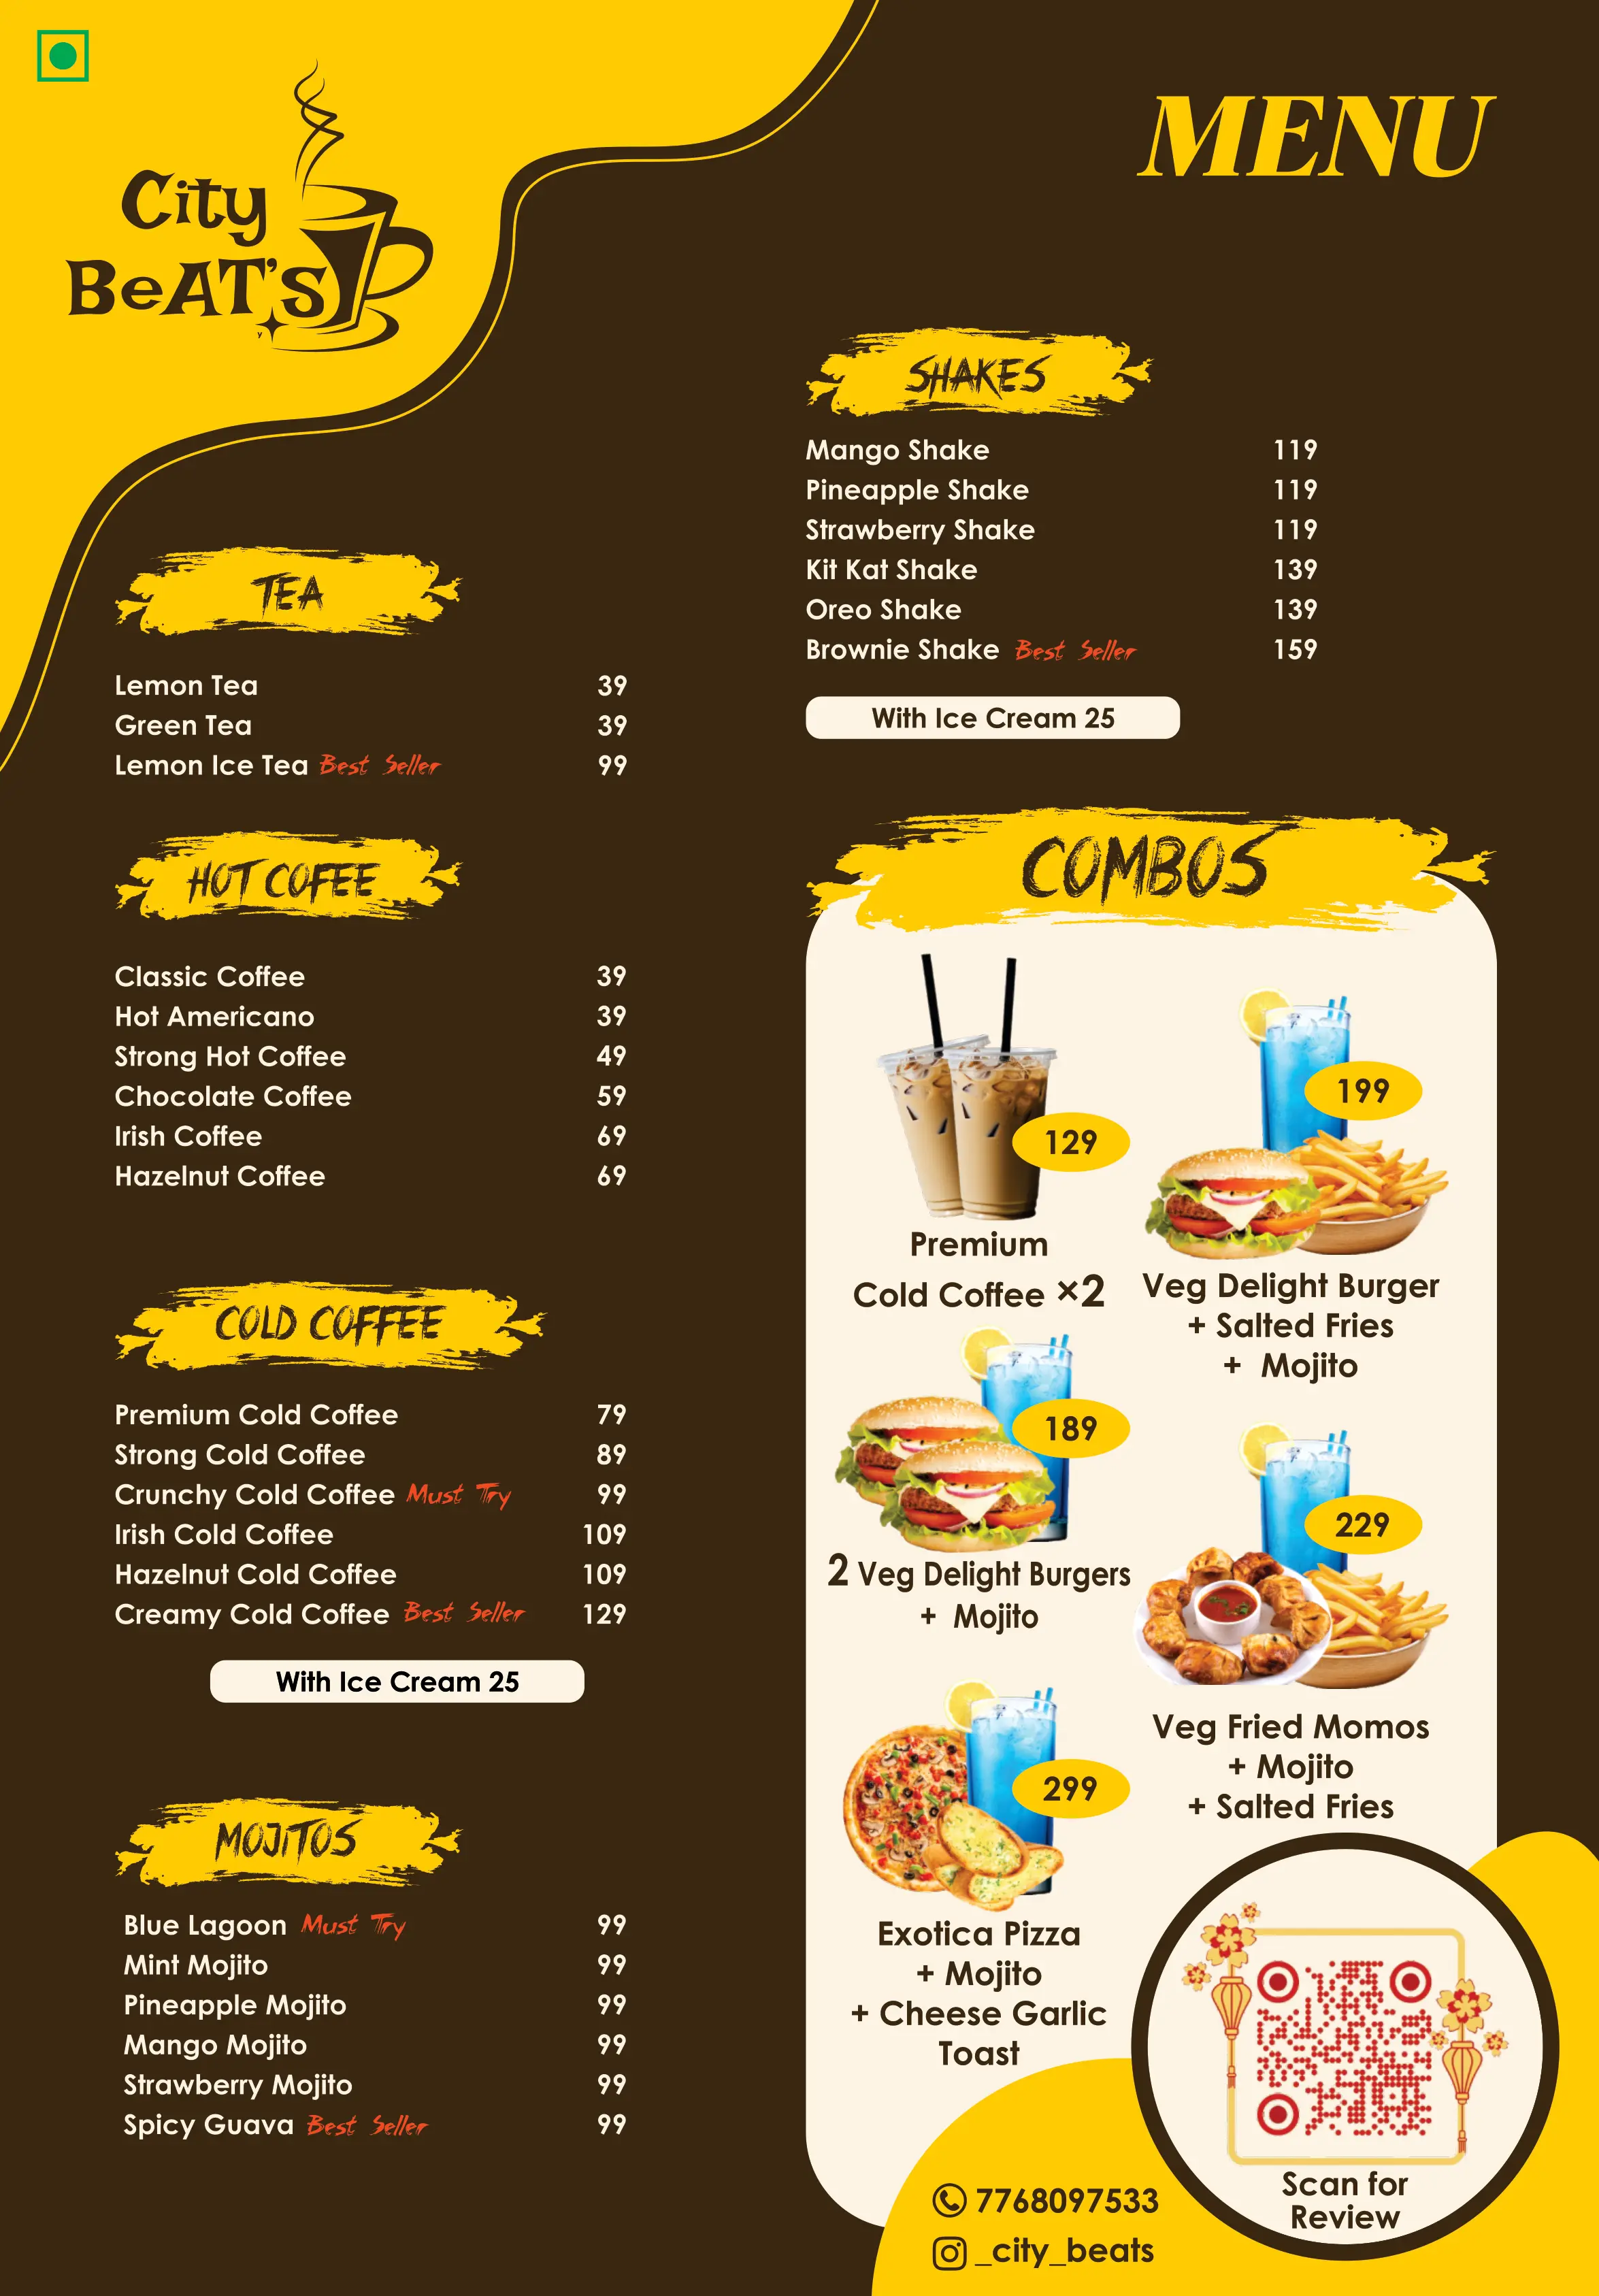 City
BeAT'S
y
MENU
TEA
Lemon Tea 39
Green Tea 39
Lemon Ice Tea Best Seller 99
HOT COFEE
Classic Coffee 39
Hot Americano 39
Strong Hot Coffee 49
Chocolate Coffee 59
Irish Coffee 69
Hazelnut Coffee 69
COLD COFFEE
Premium Cold Coffee 79
Strong Cold Coffee 89
Crunchy Cold Coffee Must Try 99
Irish Cold Coffee 109
Hazelnut Cold Coffee 109
Creamy Cold Coffee Best Seller 129
With Ice Cream 25
MOJITOS
Blue Lagoon Must Try 99
Mint Mojito 99
Pineapple Mojito 99
Mango Mojito 99
Strawberry Mojito 99
Spicy Guava Best Seller 99
SHAKES
Mango Shake 119
Pineapple Shake 119
Strawberry Shake 119
Kit Kat Shake 139
Oreo Shake 139
Brownie Shake Best Seller 159
With Ice Cream 25
COMBOS
129
Premium
Cold Coffee ×2
199
Veg Delight Burger
+ Salted Fries
+ Mojito
189
2 Veg Delight Burgers
+ Mojito
229
Veg Fried Momos
+ Mojito
+ Salted Fries
299
Exotica Pizza
+ Mojito
+ Cheese Garlic
Toast
Scan for
Review
7768097533
_city_beats